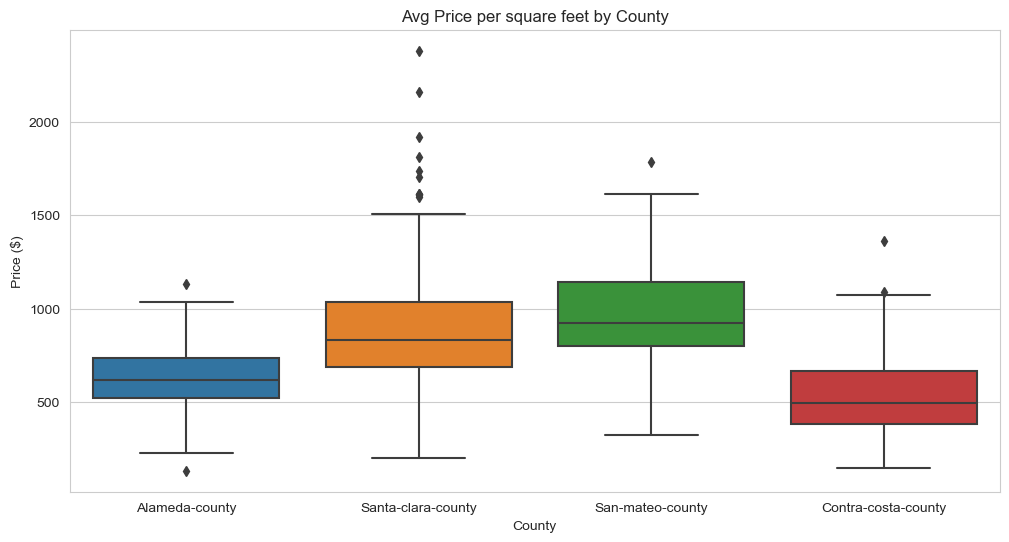 Avg Price per square feet by County
Price ($)
2000
1500
1000
500
Alameda-county
Santa-clara-county
San-mateo-county
Contra-costa-county
County